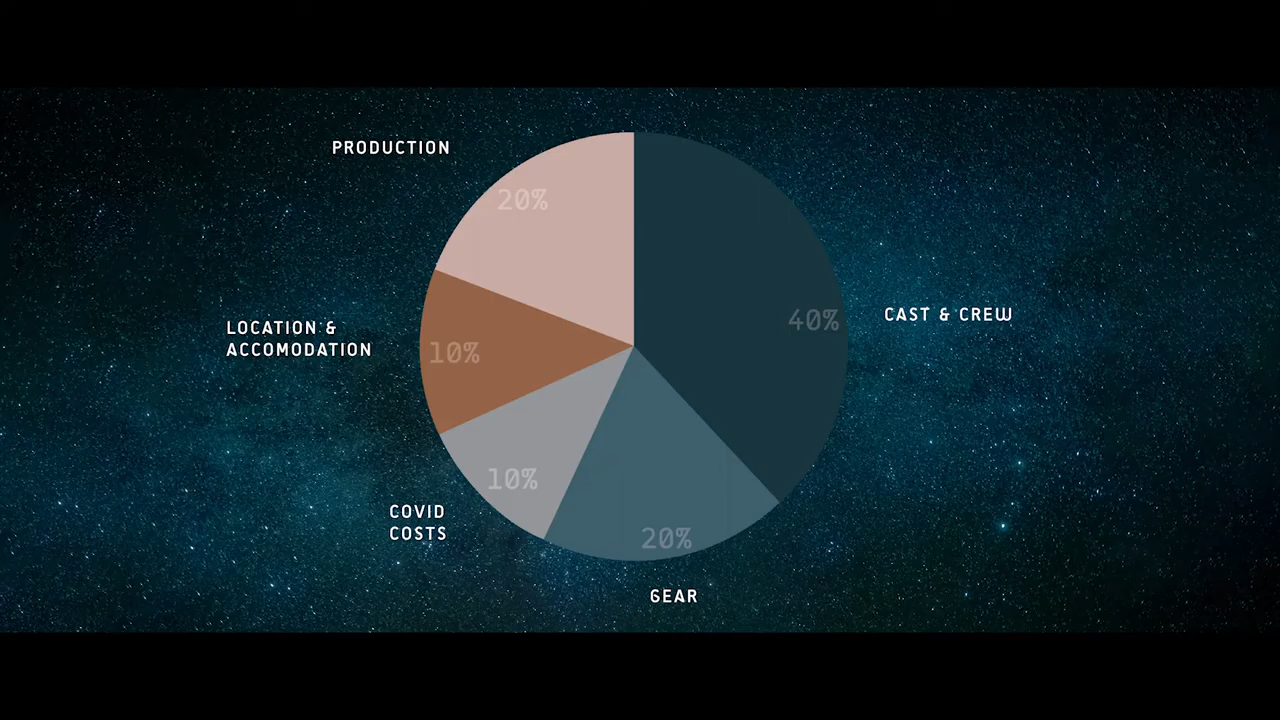 PRODUCTION
20%
40%
CAST & CREW
LOCATION &
ACCOMODATION
10%
10%
COVID
COSTS
20%
GEAR